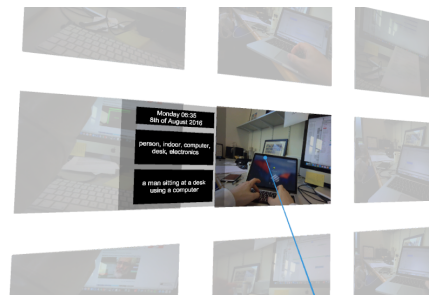 Monday 06:35
8th of August 2016
person, indoor, computer,
desk, electronics
a man sitting at a desk
using a computer